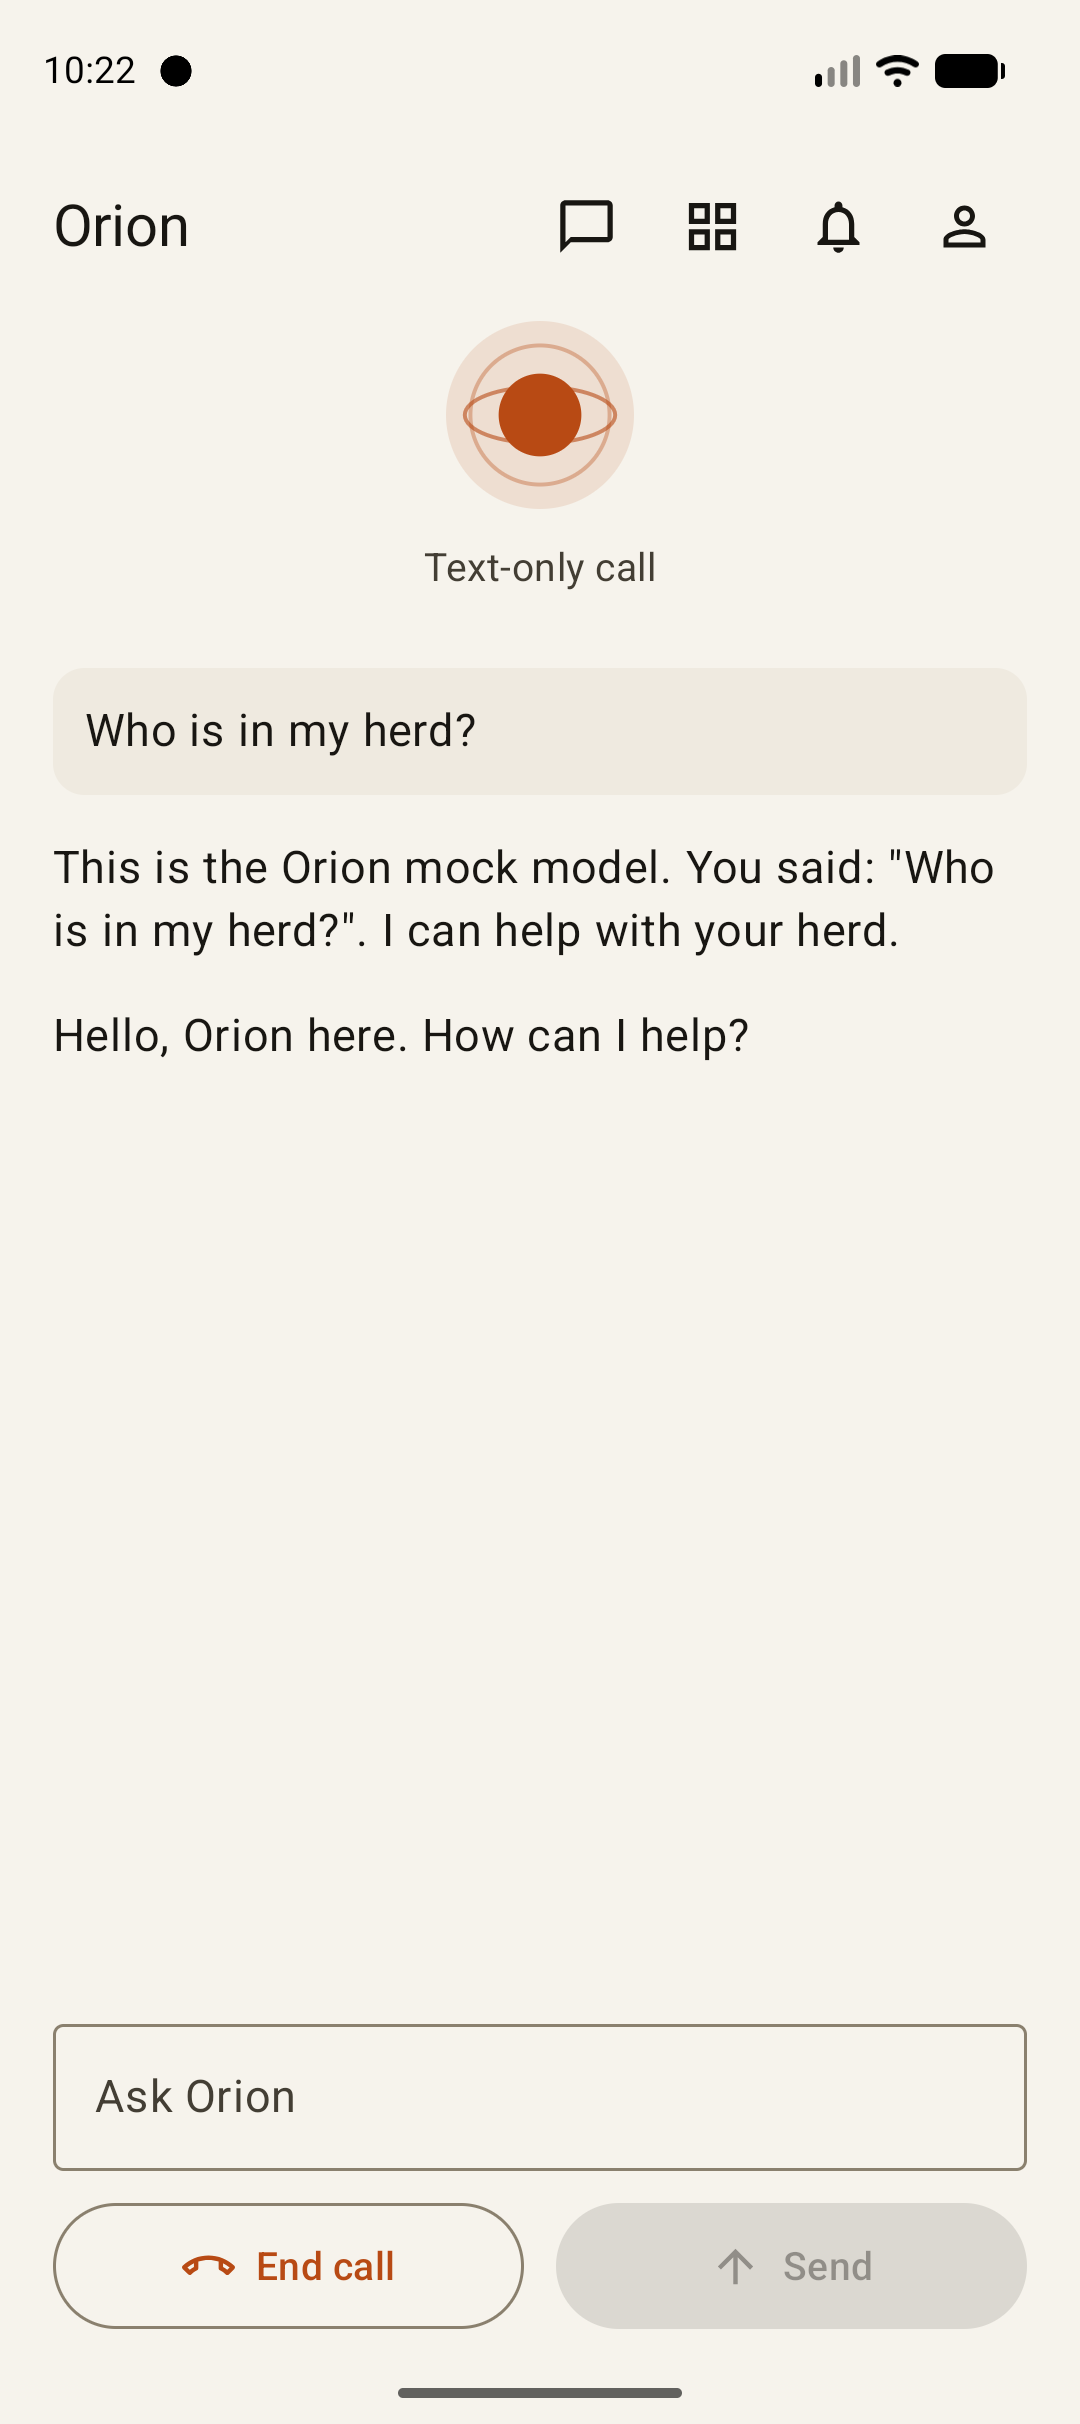 10:22
Orion
Text-only call
Who is in my herd?
This is the Orion mock model. You said: "Who
is in my herd?". I can help with your herd.
Hello, Orion here. How can I help?
Ask Orion
End call
Send